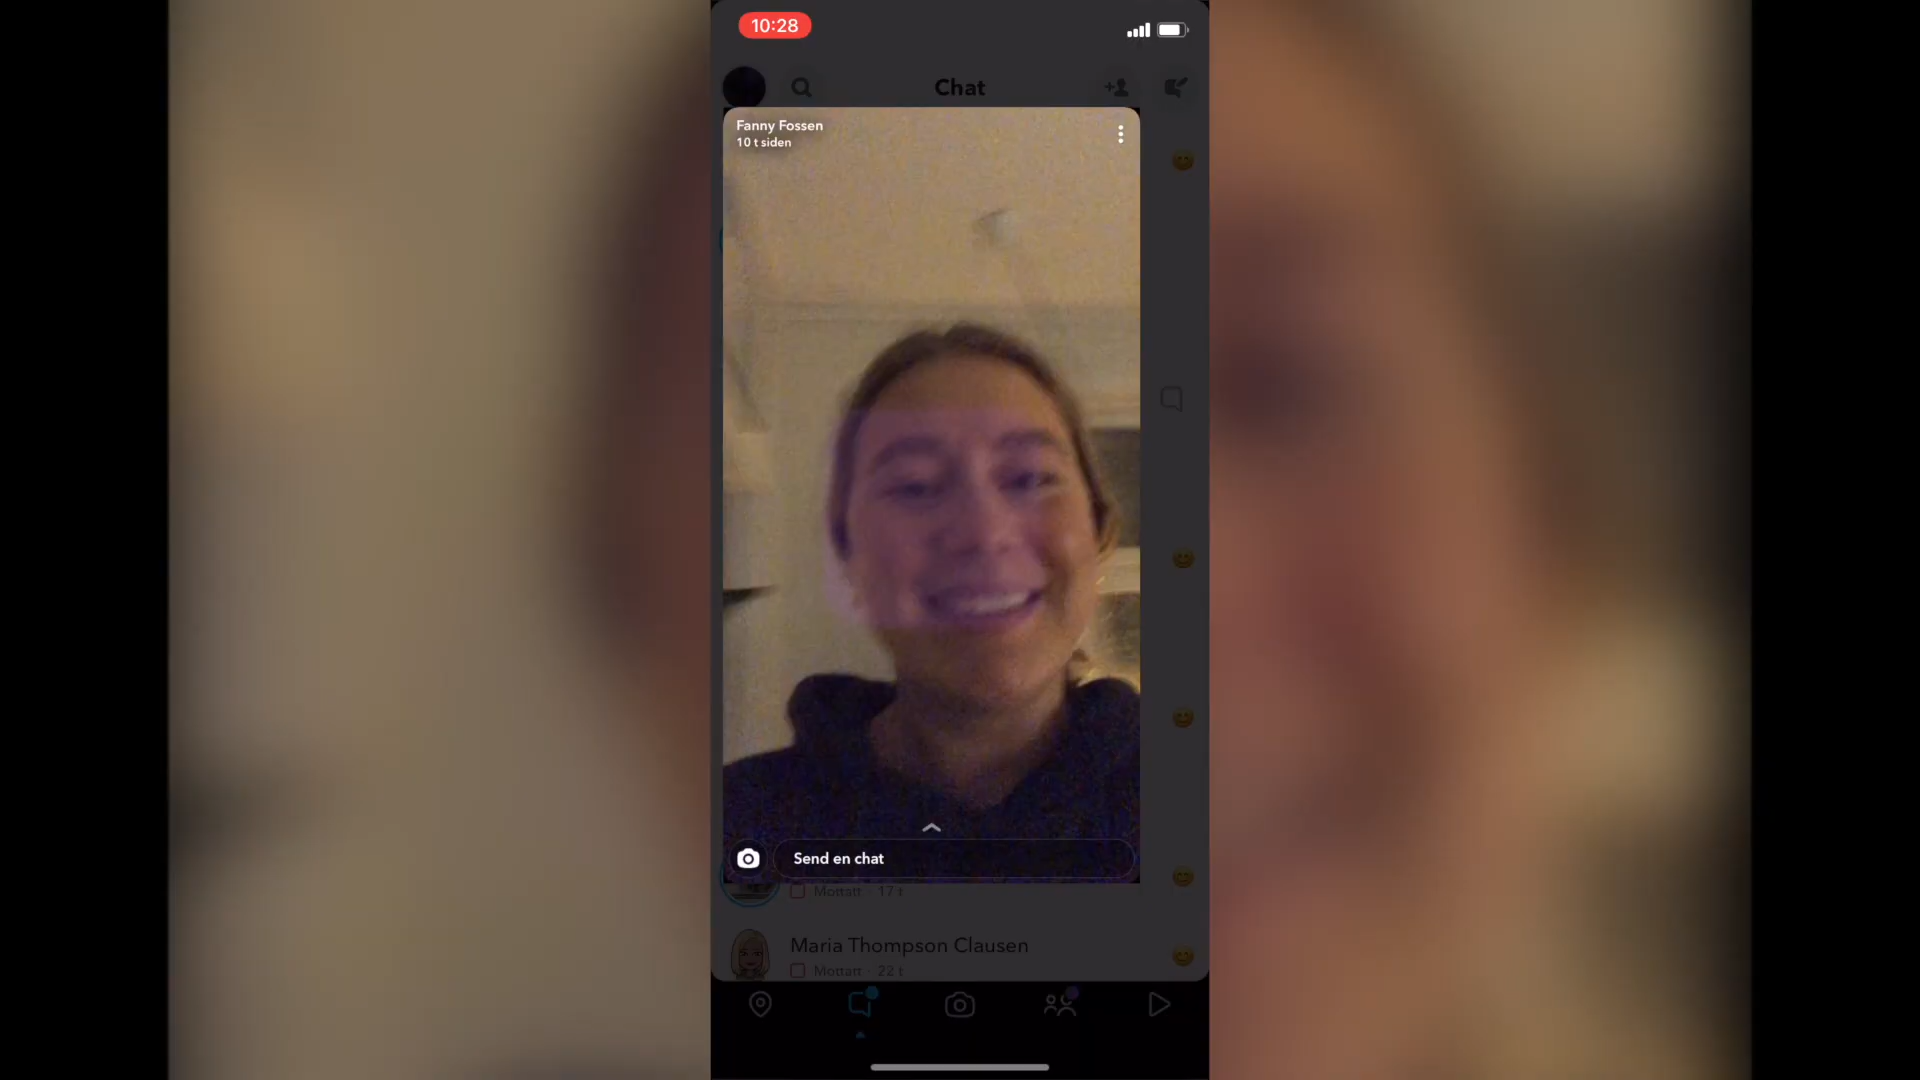 10:28
Chat
Fanny Fossen
10 t siden
Send en chat
Mottatt · 17 t
Maria Thompson Clausen
Mottatt · 22 t